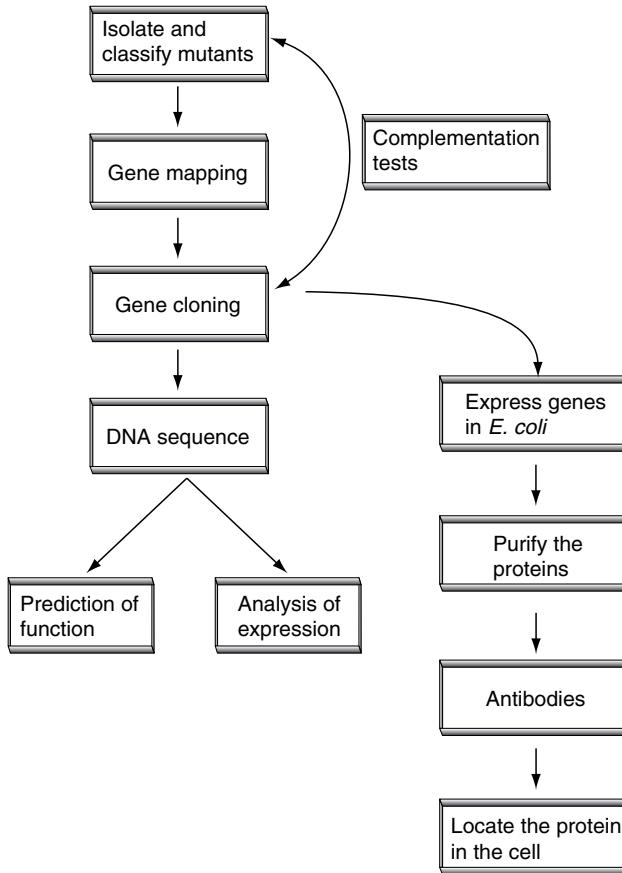 Isolate and
classify mutants
Complementation
tests
Gene mapping
Gene cloning
Express genes
in E. coli
DNA sequence
Purify the
proteins
Prediction of
function
Analysis of
expression
Antibodies
Locate the protein
in the cell